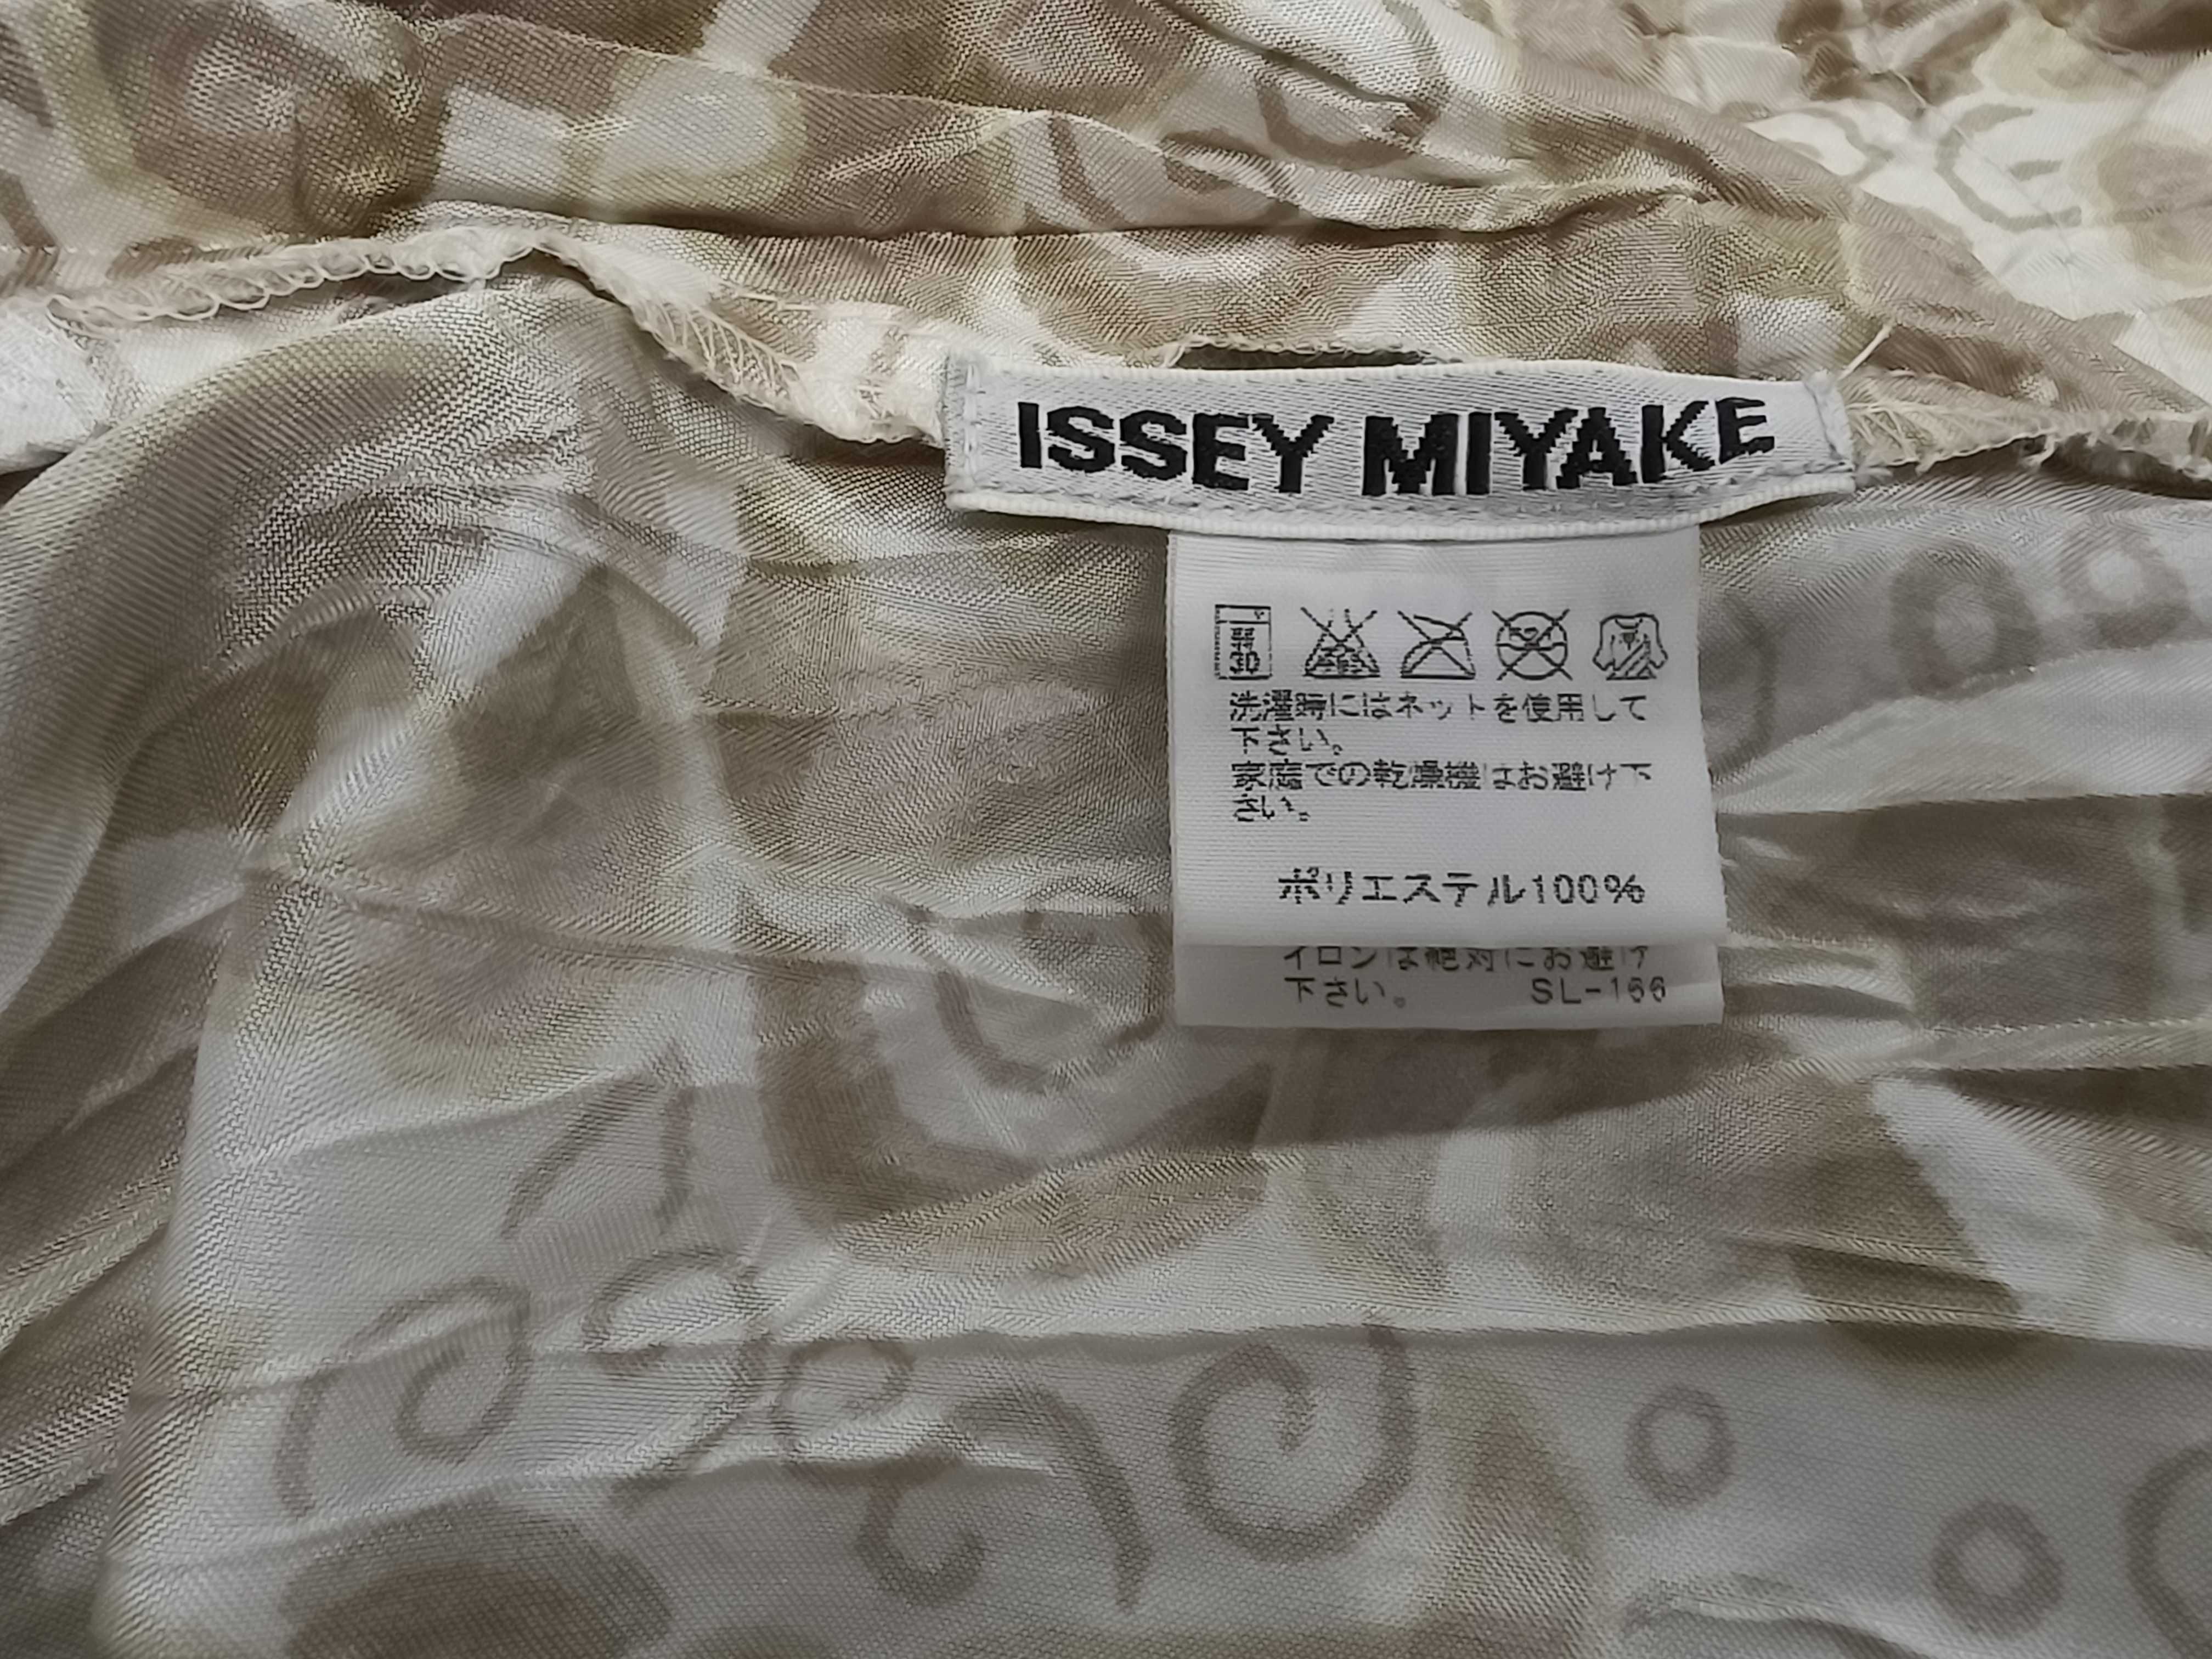 ISSEY MIYAKE
30
洗濯時にはネットを使用して
下さい。
家庭での乾燥機はお避け下
さい。
ポリエステル100%
イロンは絶対にお避け
下さい。 SL-166